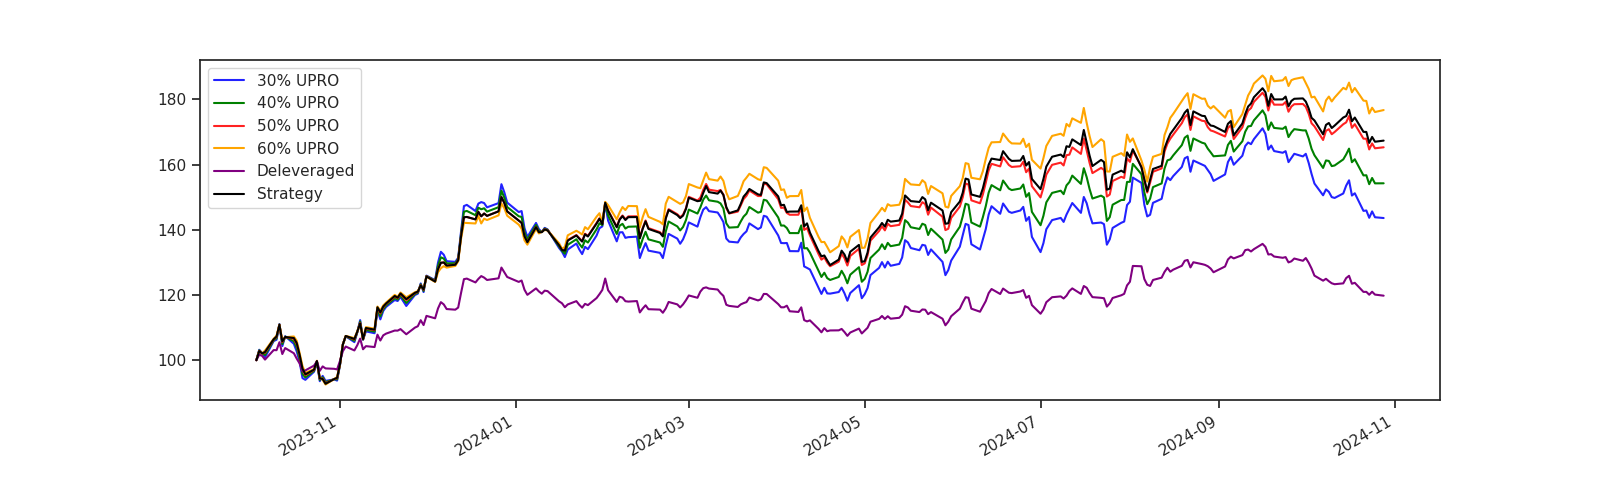 30% UPRO
40% UPRO
50% UPRO
60% UPRO
Deleveraged
Strategy
180
160
140
120
100
2023-11
2024-01
2024-03
2024-05
2024-07
2024-09
2024-11